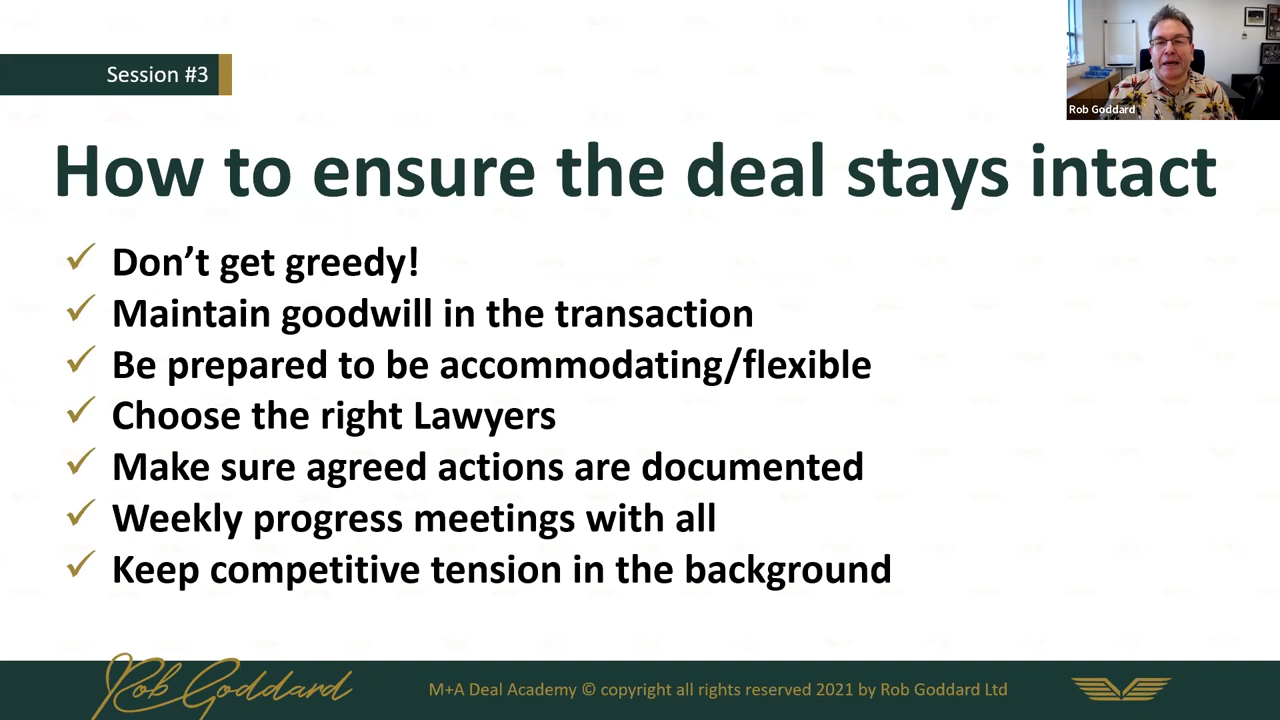 Session #3
Rob Goddard
How to ensure the deal stays intact
✓ Don’t get greedy!
✓ Maintain goodwill in the transaction
✓ Be prepared to be accommodating/flexible
✓ Choose the right Lawyers
✓ Make sure agreed actions are documented
✓ Weekly progress meetings with all
✓ Keep competitive tension in the background
Rob Goddard
M+A Deal Academy © copyright all rights reserved 2021 by Rob Goddard Ltd